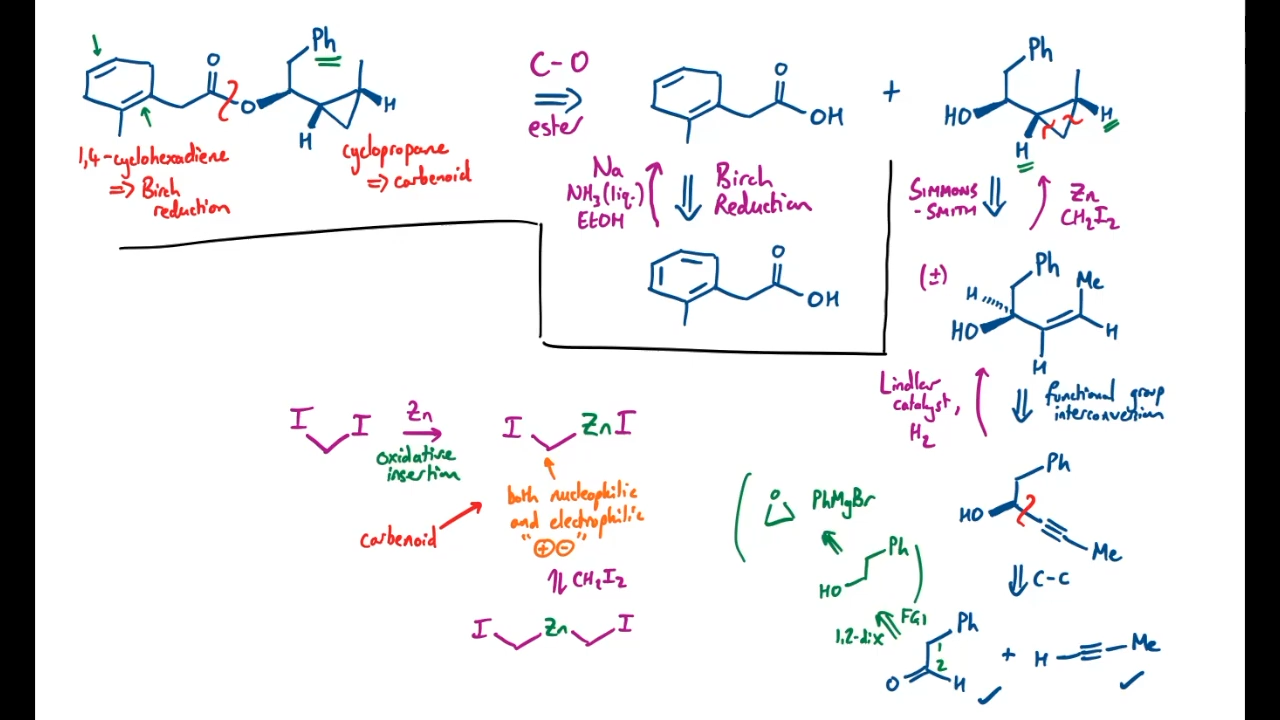 Ph
O
O
H
H
1,4-cyclohexadiene
=> Birch
reduction
cyclopropane
=> carbenoid
C-O
ester
O
OH
+
Ph
HO
H
H
Na
NH3 (liq.)
EtOH
Birch
Reduction
SIMMONS
-SMITH
Zn
CH2I2
O
OH
(±)
Ph
Me
H
HO
H
H
Lindlar
catalyst,
H2
functional group
interconversion
I
I
Zn
oxidative
insertion
I
ZnI
both nucleophilic
and electrophilic
"⊕⊖"
carbenoid
⇌ CH2I2
I
Zn
I
Ph
HO
Me
C-C
O
PhMgBr
Ph
HO
1,2-dix
FGI
Ph
1
2
O
H
+
H
Me